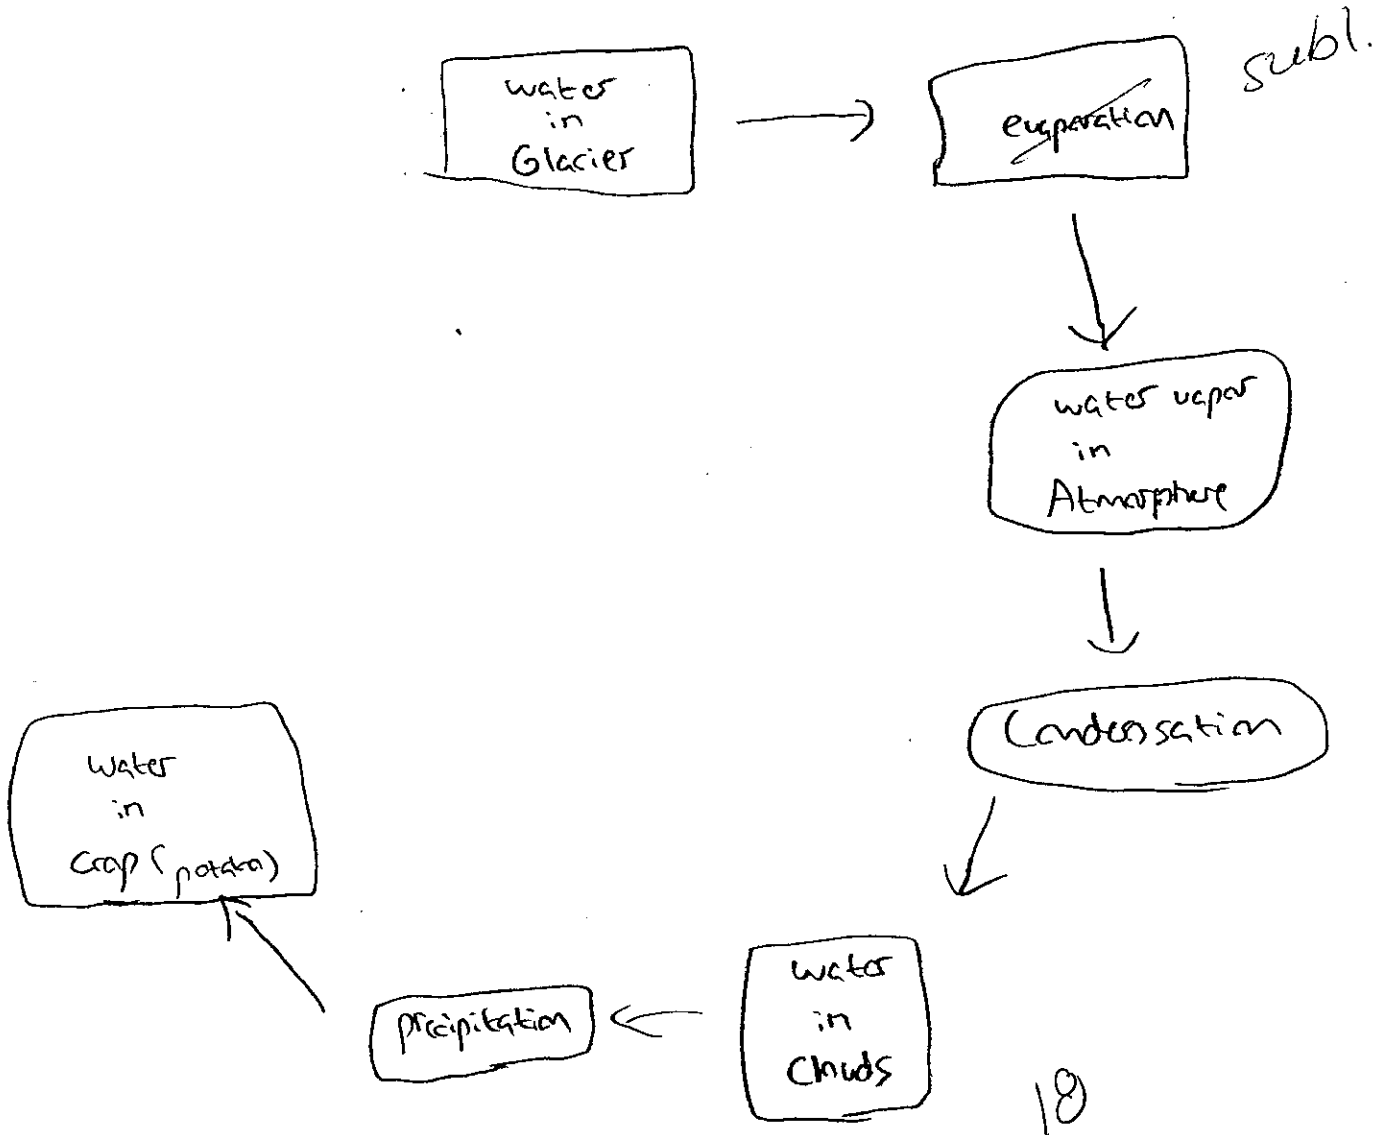 water
in
Glacier
evaporation
subl.
water vapor
in
Atmosphere
Condensation
water
in
Clouds
precipitation
water
in
Crop (potato)
18